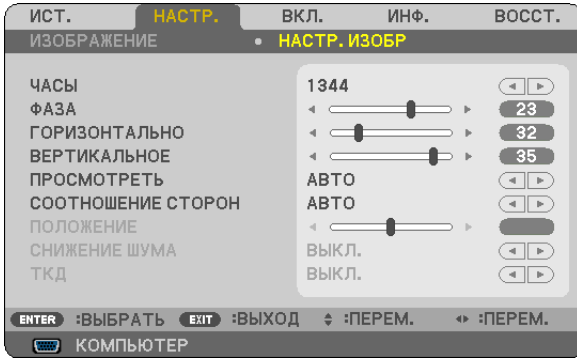 ИСТ. НАСТР. ВКЛ. ИНФ. ВОССТ.
ИЗОБРАЖЕНИЕ • НАСТР. ИЗОБР
ЧАСЫ 1344
ФАЗА 23
ГОРИЗОНТАЛЬНО 32
ВЕРТИКАЛЬНОЕ 35
ПРОСМОТРЕТЬ АВТО
СООТНОШЕНИЕ СТОРОН АВТО
ПОЛОЖЕНИЕ
СНИЖЕНИЕ ШУМА ВЫКЛ.
ТКД ВЫКЛ.
ENTER :ВЫБРАТЬ EXIT :ВЫХОД :ПЕРЕМ. :ПЕРЕМ.
КОМПЬЮТЕР